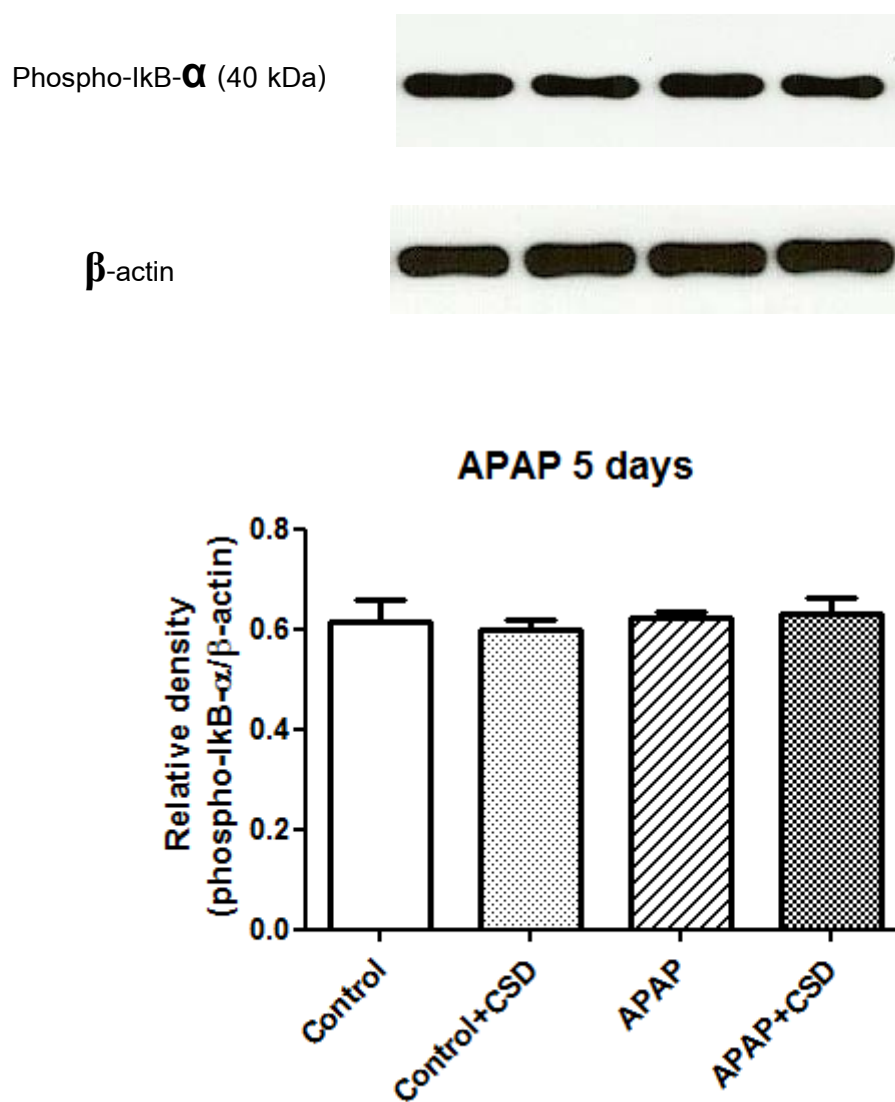 Phospho-IkB-α (40 kDa)
β-actin
APAP 5 days
Relative density
(phospho-IkB-α/β-actin)
0.8
0.6
0.4
0.2
0.0
Control
Control+CSD
APAP
APAP+CSD